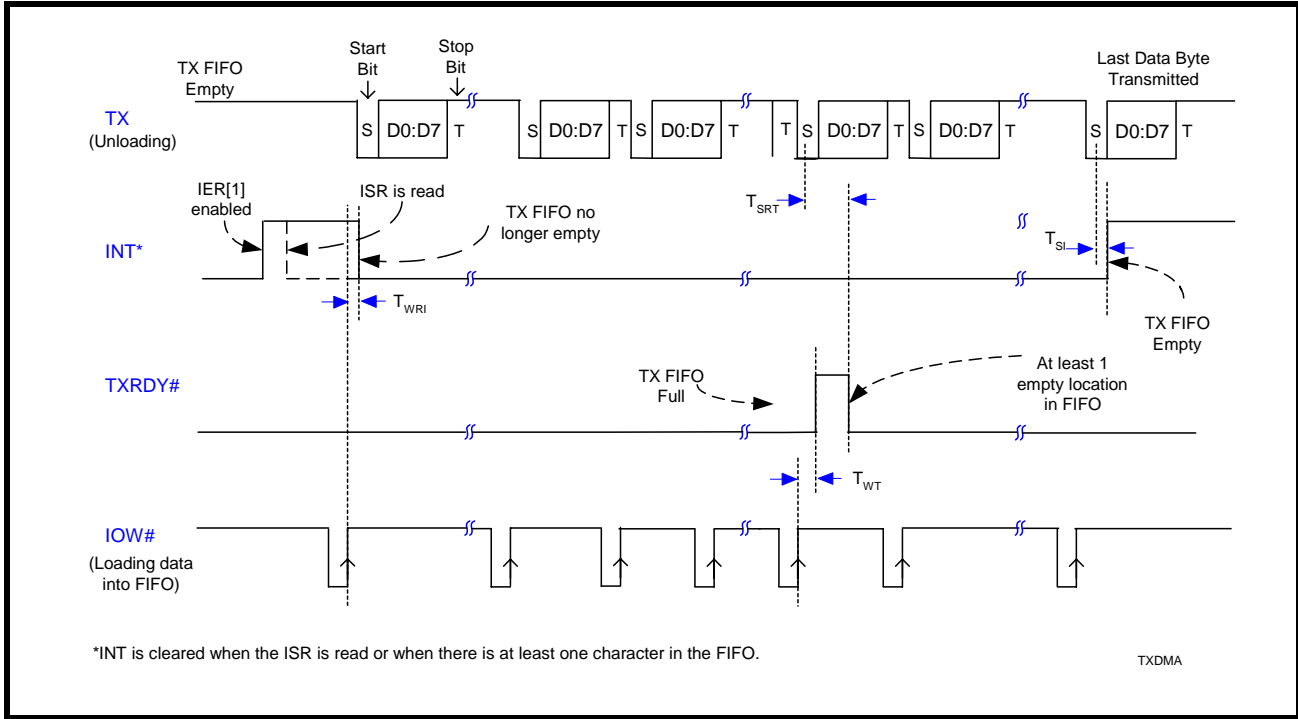 Start
Bit
Stop
Bit
TX FIFO
Empty
Last Data Byte
Transmitted
TX
(Unloading)
S D0:D7 T S D0:D7 T S D0:D7 T T S D0:D7 T S D0:D7 T S D0:D7 T
IER[1]
enabled
ISR is read
TX FIFO no
longer empty
TSRT
TSI
INT*
TWRI
TX FIFO
Empty
TXRDY#
TX FIFO
Full
At least 1
empty location
in FIFO
TWT
IOW#
(Loading data
into FIFO)
*INT is cleared when the ISR is read or when there is at least one character in the FIFO.
TXDMA